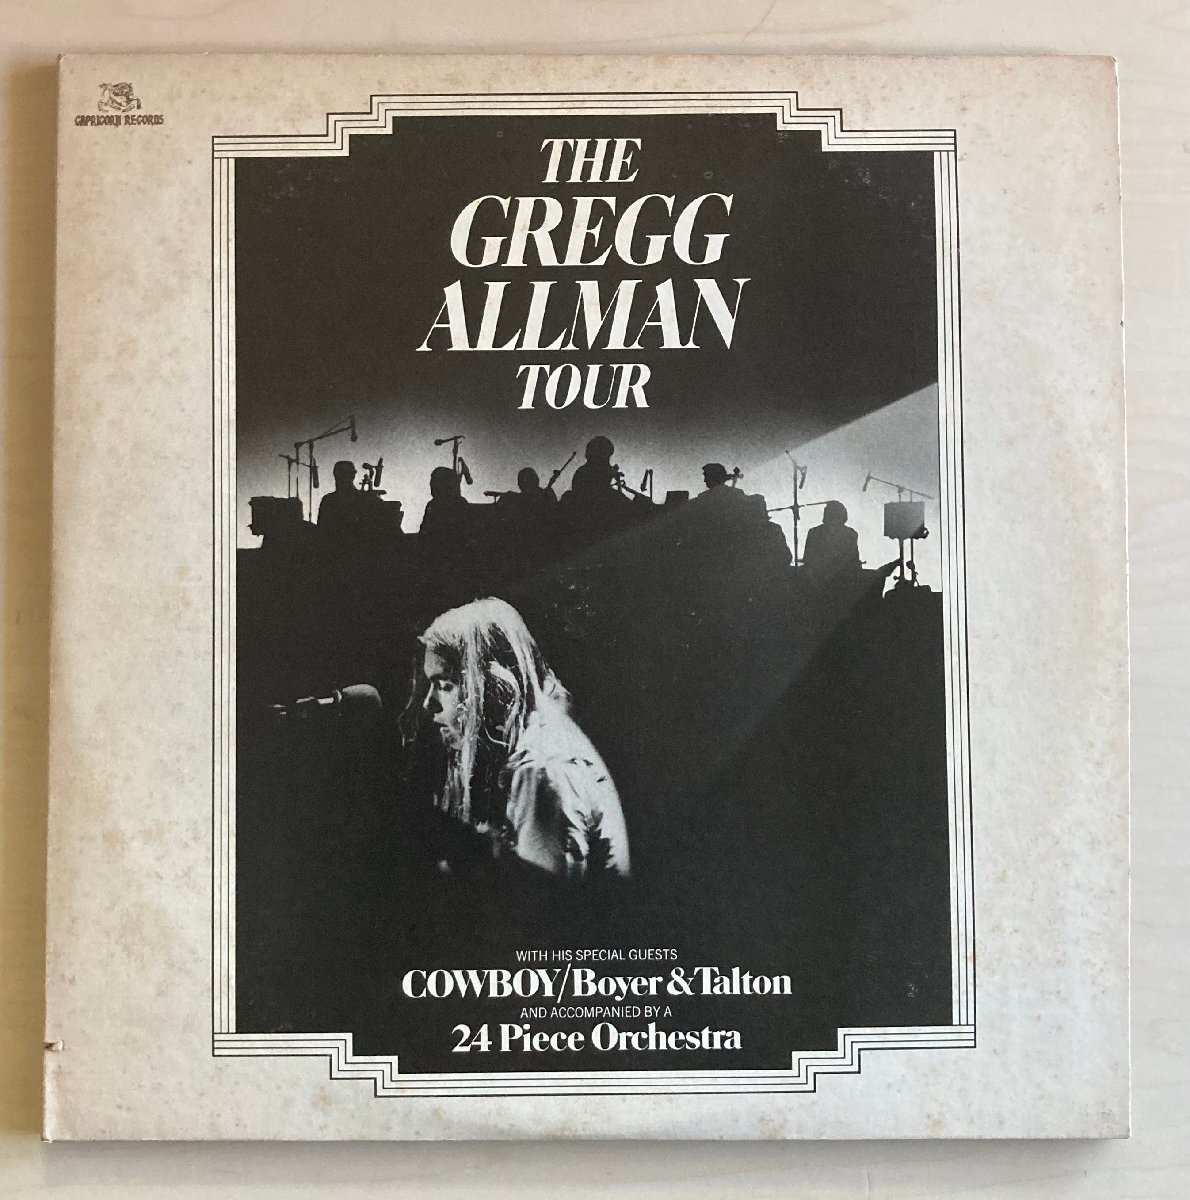 CAPRICORN RECORDS
THE
GREGG
ALLMAN
TOUR
WITH HIS SPECIAL GUESTS
COWBOY/Boyer & Talton
AND ACCOMPANIED BY A
24 Piece Orchestra